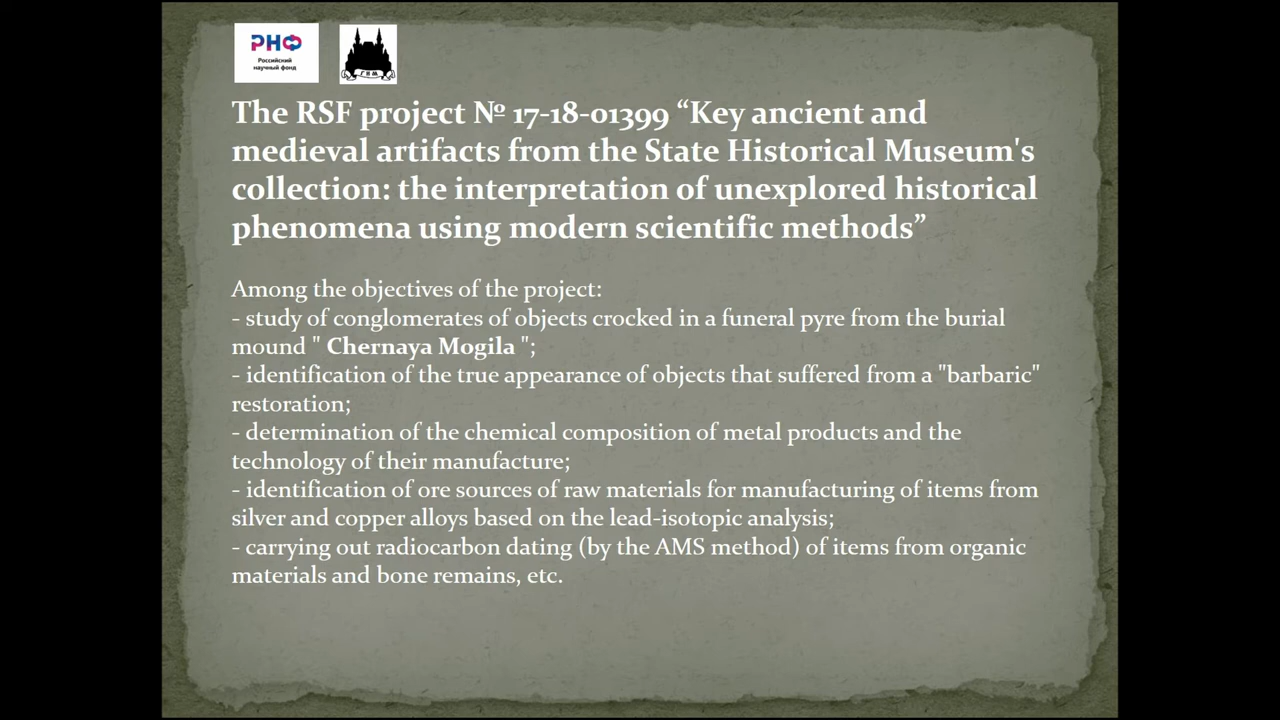 РНФ
Российский
научный фонд
ГИМ
The RSF project № 17-18-01399 “Key ancient and
medieval artifacts from the State Historical Museum's
collection: the interpretation of unexplored historical
phenomena using modern scientific methods”
Among the objectives of the project:
- study of conglomerates of objects crocked in a funeral pyre from the burial
mound " Chernaya Mogila ";
- identification of the true appearance of objects that suffered from a "barbaric"
restoration;
- determination of the chemical composition of metal products and the
technology of their manufacture;
- identification of ore sources of raw materials for manufacturing of items from
silver and copper alloys based on the lead-isotopic analysis;
- carrying out radiocarbon dating (by the AMS method) of items from organic
materials and bone remains, etc.